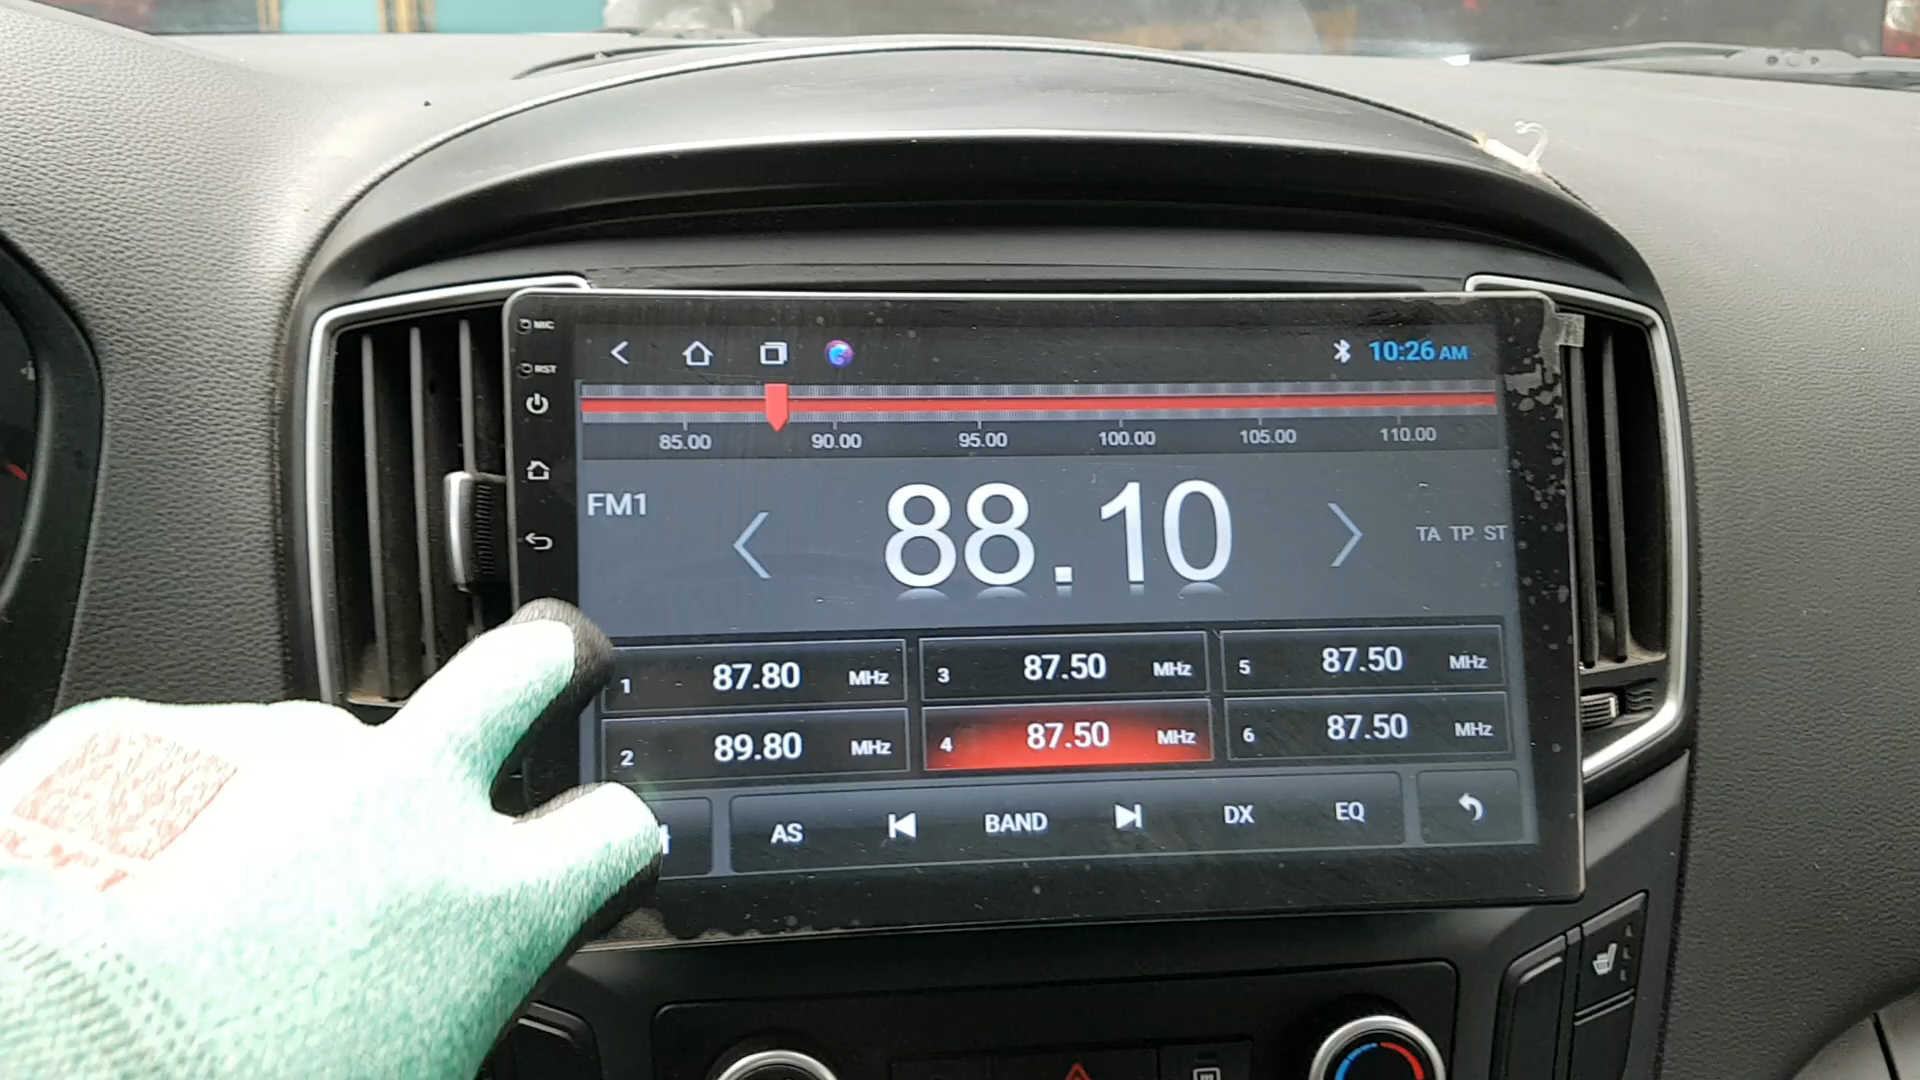 MIC
10:26 AM
RST
85.00 90.00 95.00 100.00 105.00 110.00
FM1
88.10
TA TP ST
1 87.80 MHz
3 87.50 MHz
5 87.50 MHz
2 89.80 MHz
4 87.50 MHz
6 87.50 MHz
AS BAND DX EQ